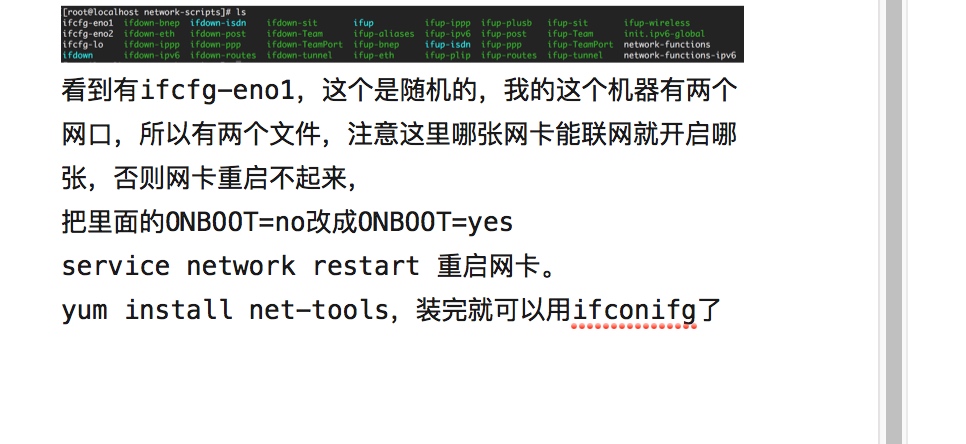 [root@localhost network-scripts]# ls
ifcfg-eno1 ifdown-bnep ifdown-isdn ifdown-sit ifup ifup-ippp ifup-plusb ifup-sit ifup-wireless
ifcfg-eno2 ifdown-eth ifdown-post ifdown-Team ifup-aliases ifup-ipv6 ifup-post ifup-Team init.ipv6-global
ifcfg-lo ifdown-ippp ifdown-ppp ifdown-TeamPort ifup-bnep ifup-isdn ifup-ppp ifup-TeamPort network-functions
ifdown ifdown-ipv6 ifdown-routes ifdown-tunnel ifup-eth ifup-plip ifup-routes ifup-tunnel network-functions-ipv6
看到有ifcfg-eno1，这个是随机的，我的这个机器有两个
网口，所以有两个文件，注意这里哪张网卡能联网就开启哪
张，否则网卡重启不起来，
把里面的ONBOOT=no改成ONBOOT=yes
service network restart 重启网卡。
yum install net-tools，装完就可以用ifconifg了